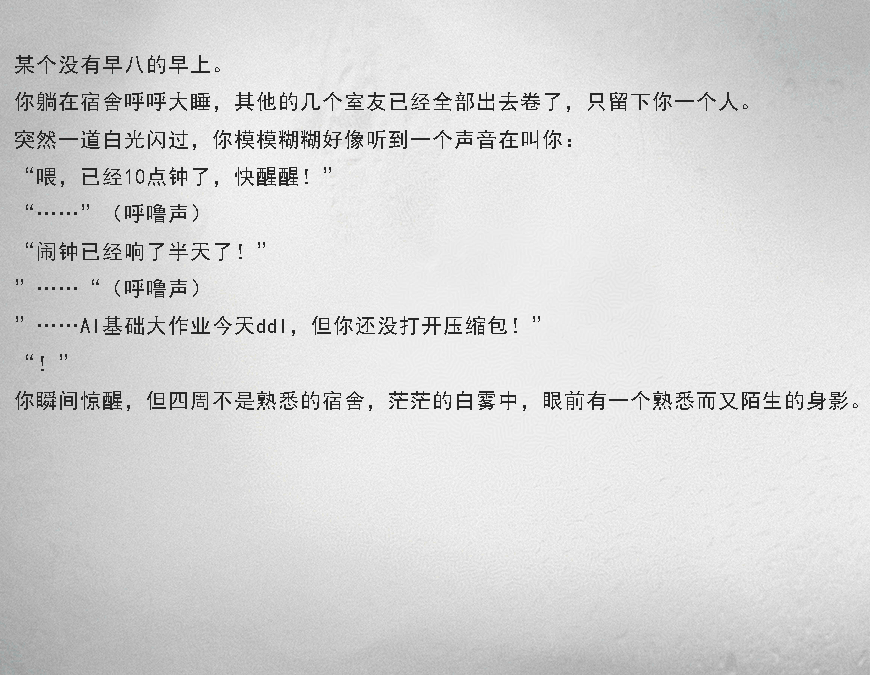 某个没有早八的早上。
你躺在宿舍呼呼大睡，其他的几个室友已经全部出去卷了，只留下你一个人。
突然一道白光闪过，你模模糊糊好像听到一个声音在叫你：
“喂，已经10点钟了，快醒醒！”
“……”（呼噜声）
“闹钟已经响了半天了！”
”……“（呼噜声）
”……AI基础大作业今天ddl，但你还没打开压缩包！”
“！”
你瞬间惊醒，但四周不是熟悉的宿舍，茫茫的白雾中，眼前有一个熟悉而又陌生的身影。